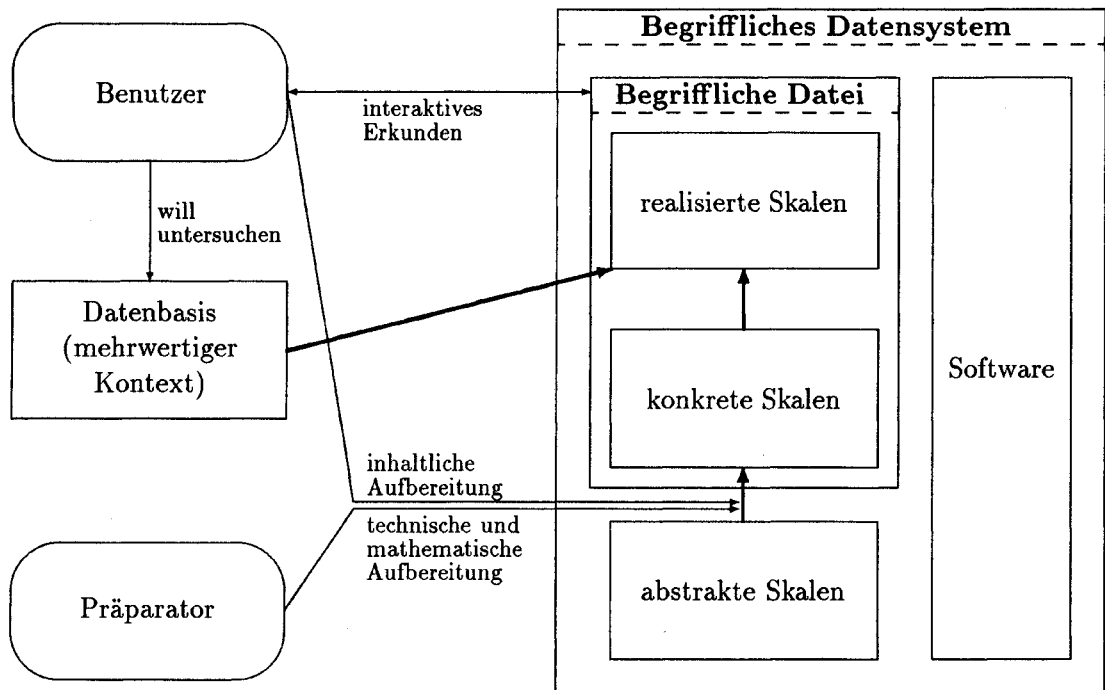 Begriffliches Datensystem
Benutzer
interaktives
Erkunden
Begriffliche Datei
realisierte Skalen
will
untersuchen
Datenbasis
(mehrwertiger
Kontext)
konkrete Skalen
Software
inhaltliche
Aufbereitung
technische und
mathematische
Aufbereitung
Präparator
abstrakte Skalen